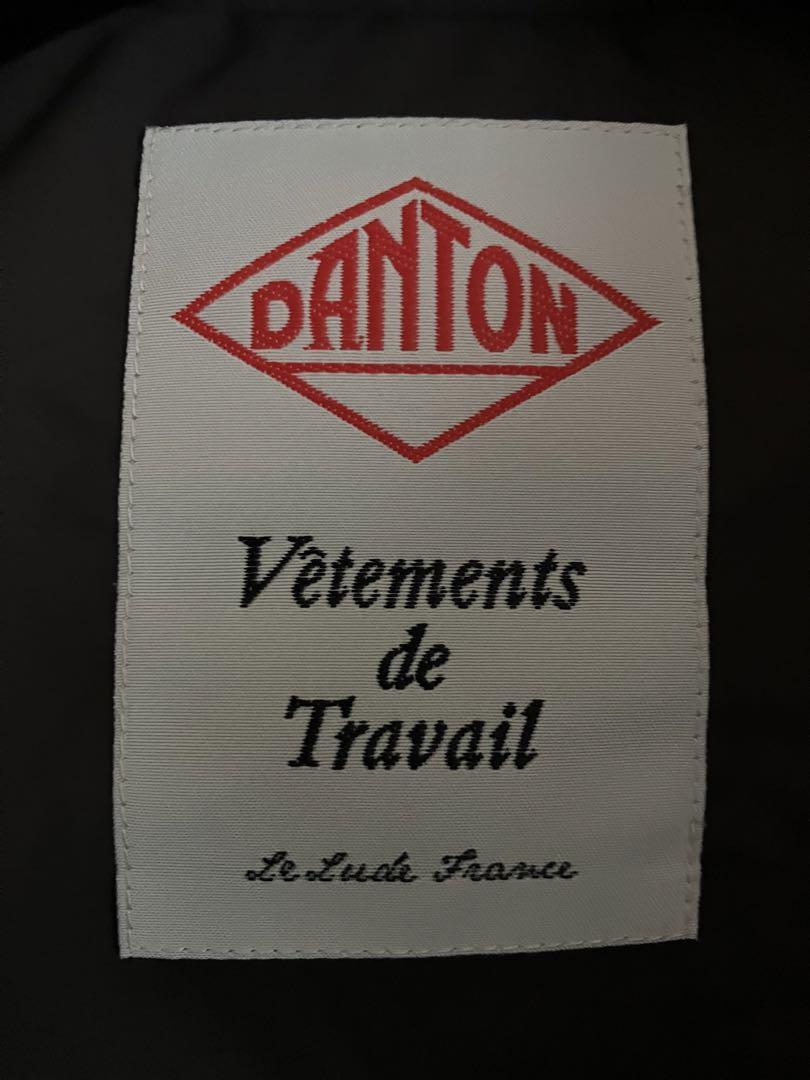 DANTON
Vêtements
de
Travail
Le Lude France